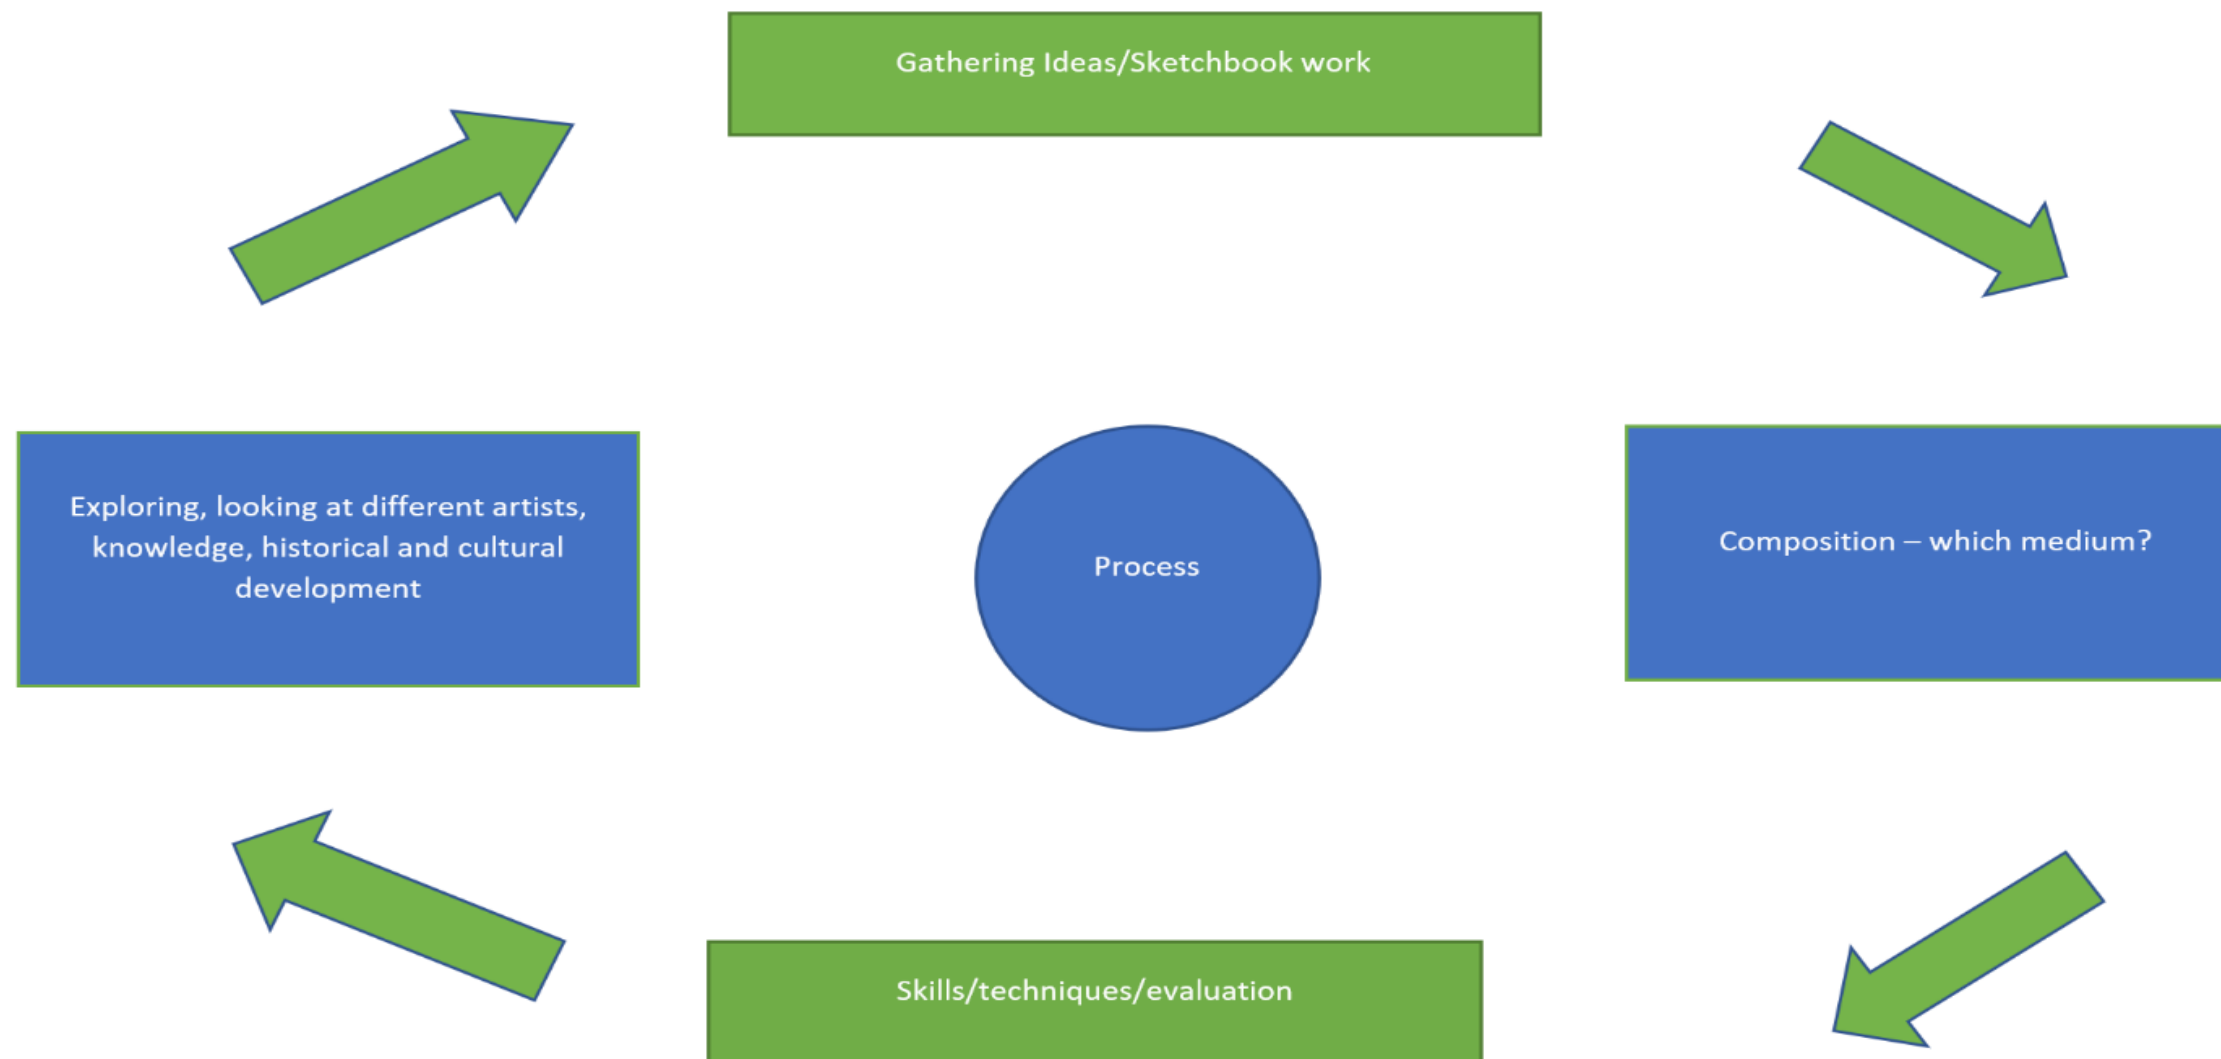 Gathering Ideas/Sketchbook work
Exploring, looking at different artists,
knowledge, historical and cultural
development
Process
Composition – which medium?
Skills/techniques/evaluation